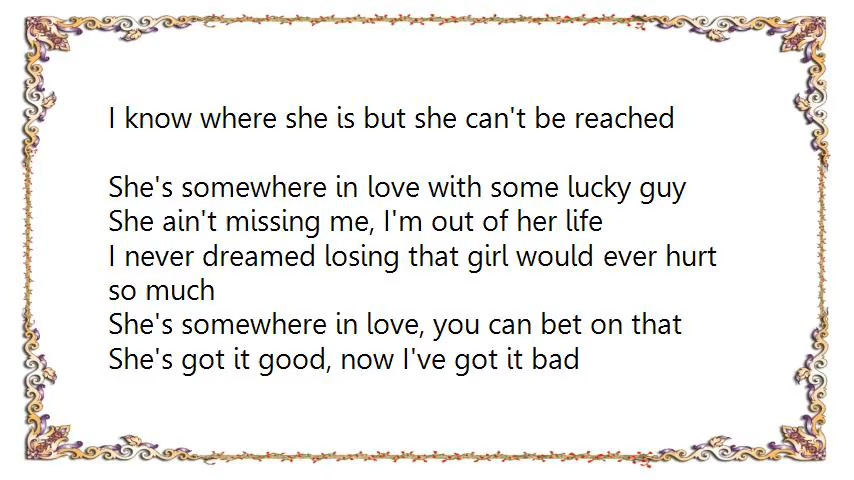 I know where she is but she can't be reached
She's somewhere in love with some lucky guy
She ain't missing me, I'm out of her life
I never dreamed losing that girl would ever hurt
so much
She's somewhere in love, you can bet on that
She's got it good, now I've got it bad